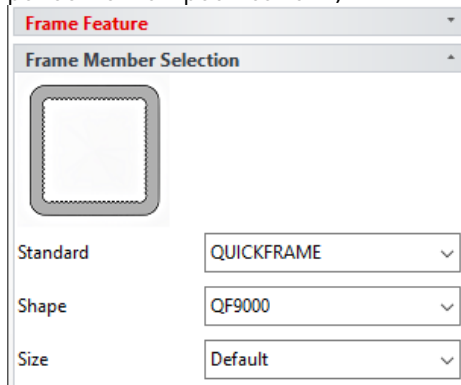 Frame Feature
Frame Member Selection
Standard QUICKFRAME
Shape QF9000
Size Default